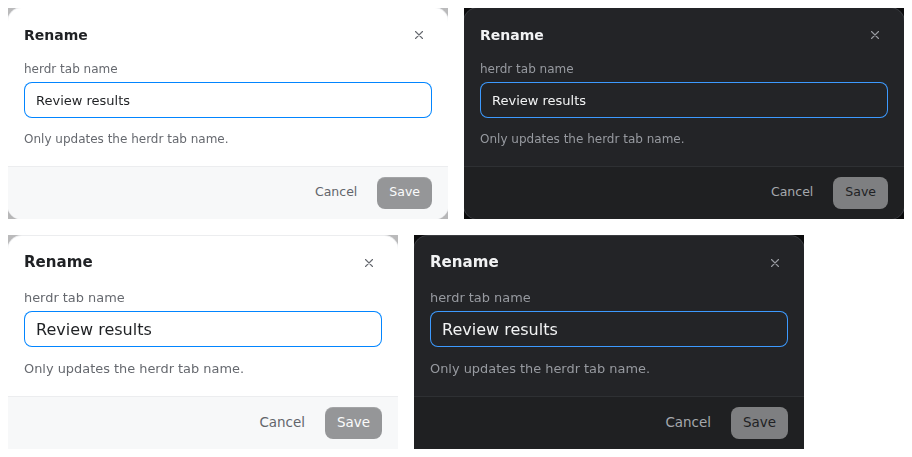 Rename
herdr tab name
Review results
Only updates the herdr tab name.
Cancel Save
Rename
herdr tab name
Review results
Only updates the herdr tab name.
Cancel Save
Rename
herdr tab name
Review results
Only updates the herdr tab name.
Cancel Save
Rename
herdr tab name
Review results
Only updates the herdr tab name.
Cancel Save